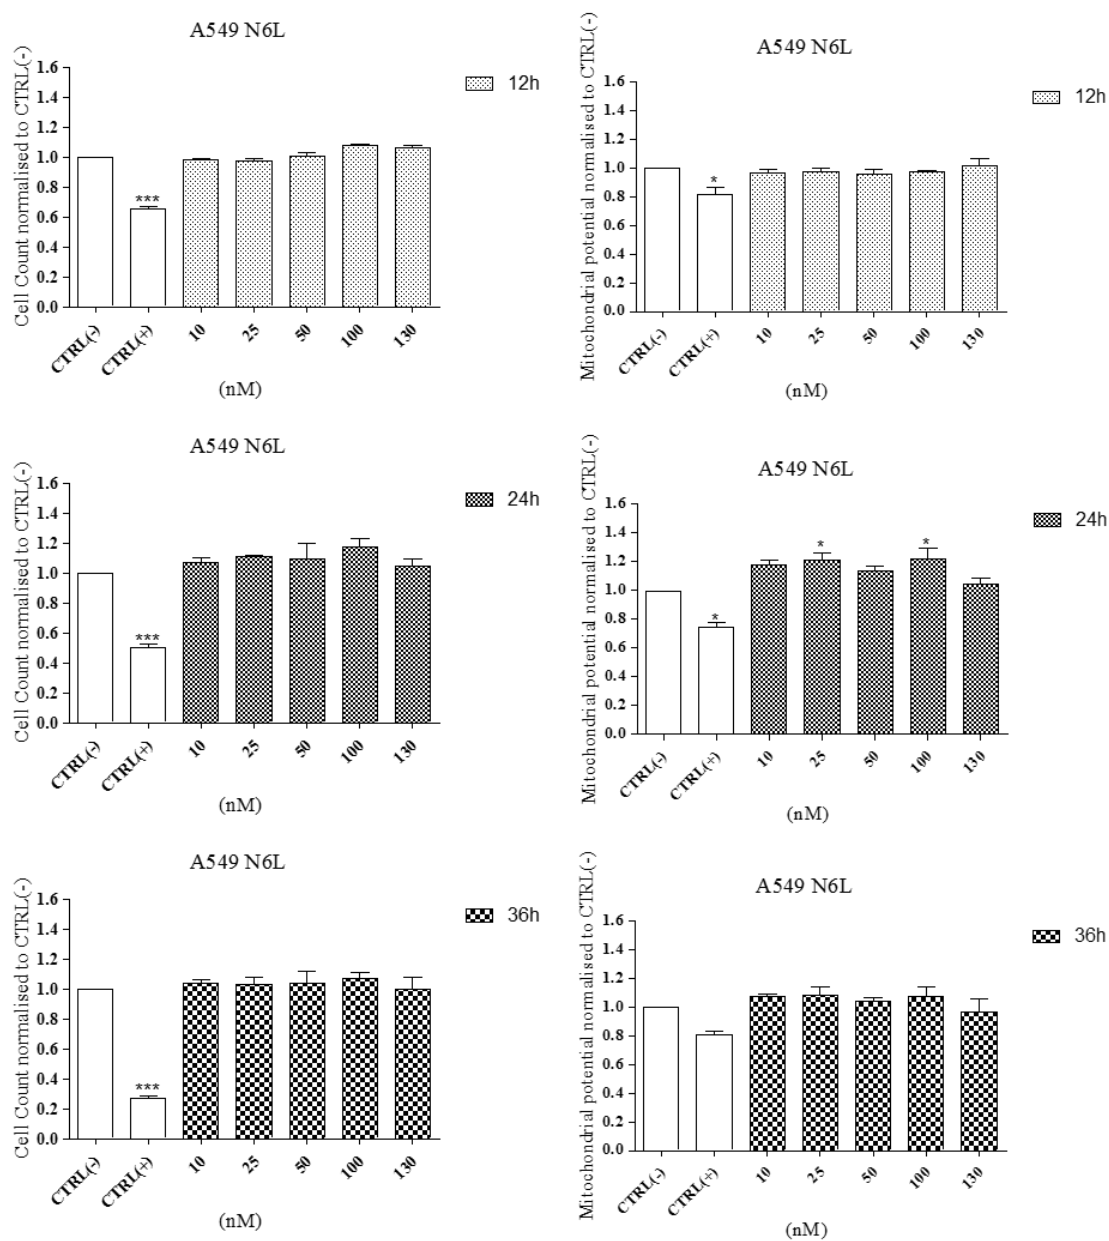 A549 N6L
Cell Count normalised to CTRL(-)
1.6
1.4
1.2
1.0
0.8
0.6
0.4
0.2
0.0
***
12h
CTRL(-) CTRL(+) 10 25 50 100 130
(nM)
A549 N6L
Mitochondrial potential normalised to CTRL(-)
1.6
1.4
1.2
1.0
0.8
0.6
0.4
0.2
0.0
*
12h
CTRL(-) CTRL(+) 10 25 50 100 130
(nM)
A549 N6L
Cell Count normalised to CTRL(-)
1.6
1.4
1.2
1.0
0.8
0.6
0.4
0.2
0.0
***
24h
CTRL(-) CTRL(+) 10 25 50 100 130
(nM)
A549 N6L
Mitochondrial potential normalised to CTRL(-)
1.6
1.4
1.2
1.0
0.8
0.6
0.4
0.2
0.0
* * *
24h
CTRL(-) CTRL(+) 10 25 50 100 130
(nM)
A549 N6L
Cell Count normalised to CTRL(-)
1.6
1.4
1.2
1.0
0.8
0.6
0.4
0.2
0.0
***
36h
CTRL(-) CTRL(+) 10 25 50 100 130
(nM)
A549 N6L
Mitochondrial potential normalised to CTRL(-)
1.6
1.4
1.2
1.0
0.8
0.6
0.4
0.2
0.0
36h
CTRL(-) CTRL(+) 10 25 50 100 130
(nM)